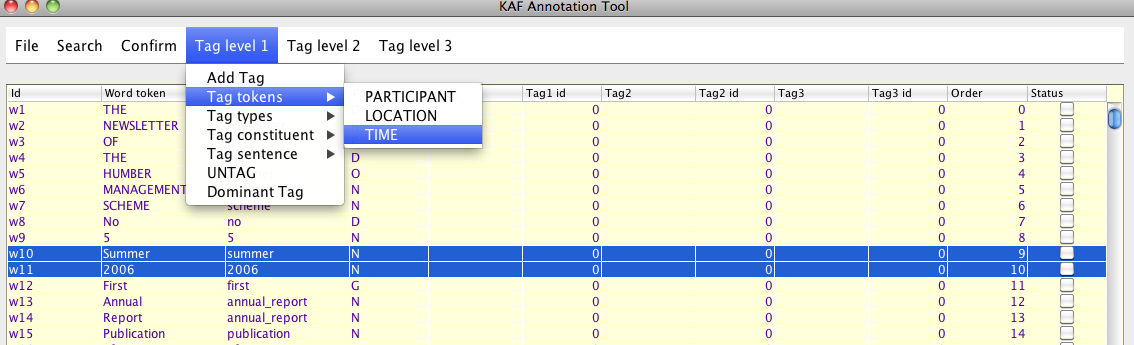 KAF Annotation Tool
File Search Confirm Tag level 1 Tag level 2 Tag level 3
Add Tag
Tag tokens
Tag types
Tag constituent
Tag sentence
UNTAG
Dominant Tag
PARTICIPANT
LOCATION
TIME
Id Word token Tag1 id Tag2 Tag2 id Tag3 Tag3 id Order Status
w1 THE 0 0 0 0
w2 NEWSLETTER 0 0 0 1
w3 OF 0 0 0 2
w4 THE D 0 0 0 3
w5 HUMBER O 0 0 0 4
w6 MANAGEMENT N 0 0 0 5
w7 SCHEME scheme N 0 0 0 6
w8 No no D 0 0 0 7
w9 5 5 N 0 0 0 8
w10 Summer summer N 0 0 0 9
w11 2006 2006 N 0 0 0 10
w12 First first G 0 0 0 11
w13 Annual annual_report N 0 0 0 12
w14 Report annual_report N 0 0 0 13
w15 Publication publication N 0 0 0 14